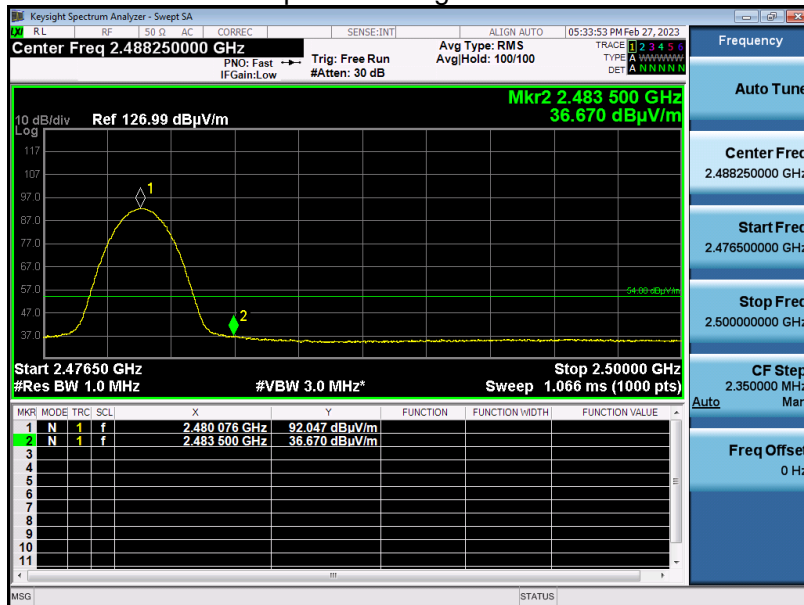 Keysight Spectrum Analyzer - Swept SA
RL RF 50 Ω AC CORREC SENSE:INT ALIGN AUTO 05:33:53 PM Feb 27, 2023
Center Freq 2.488250000 GHz
PNO: Fast
IFGain:Low
Trig: Free Run
#Atten: 30 dB
Avg Type: RMS
Avg|Hold: 100/100
TRACE 1 2 3 4 5 6
TYPE A WWWWW
DET A N N N N N
Frequency
Mkr2 2.483 500 GHz
36.670 dBµV/m
10 dB/div Ref 126.99 dBµV/m
Log
117
107
97.0
87.0
77.0
67.0
57.0
47.0
37.0
1
2
54.00 dBµV/m
Start 2.47650 GHz Stop 2.50000 GHz
#Res BW 1.0 MHz #VBW 3.0 MHz* Sweep 1.066 ms (1000 pts)
MKR MODE TRC SCL X Y FUNCTION FUNCTION WIDTH FUNCTION VALUE
1 N 1 f 2.480 076 GHz 92.047 dBµV/m
2 N 1 f 2.483 500 GHz 36.670 dBµV/m
3
4
5
6
7
8
9
10
11
MSG STATUS
Auto Tune
Center Freq
2.488250000 GHz
Start Freq
2.476500000 GHz
Stop Freq
2.500000000 GHz
CF Step
2.350000 MHz
Auto Man
Freq Offset
0 Hz